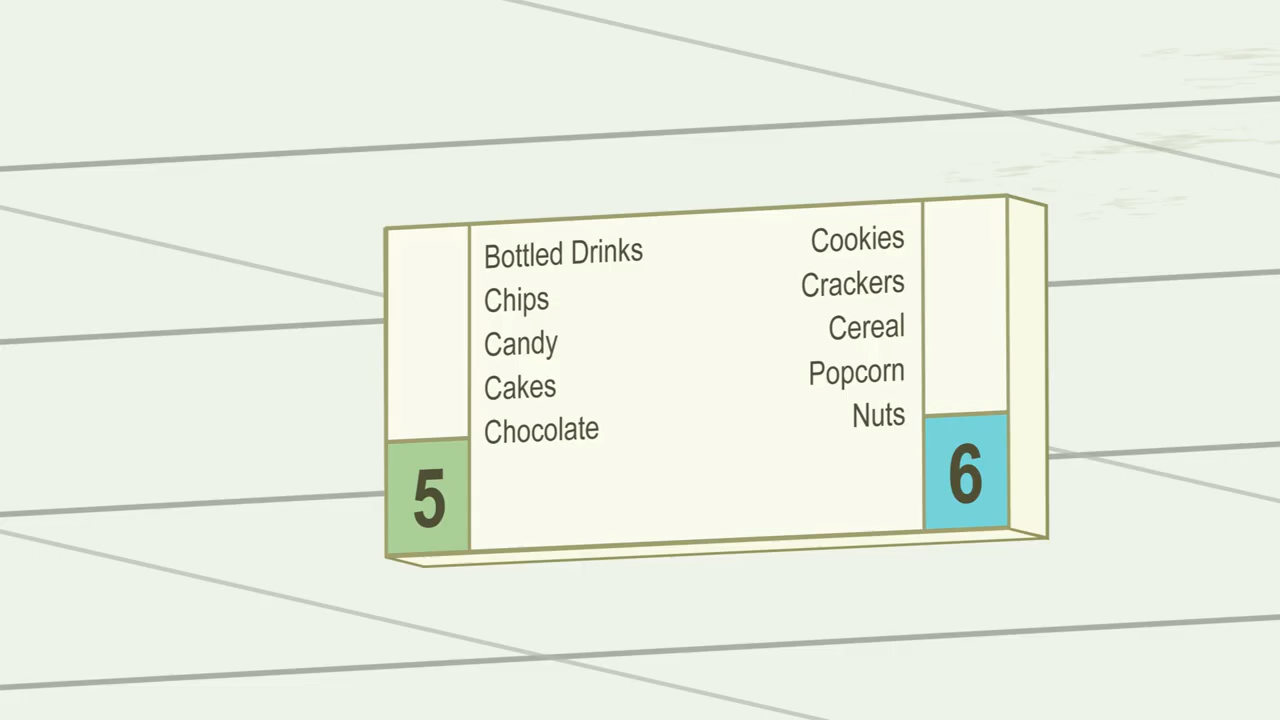 Bottled Drinks
Chips
Candy
Cakes
Chocolate
5
Cookies
Crackers
Cereal
Popcorn
Nuts
6